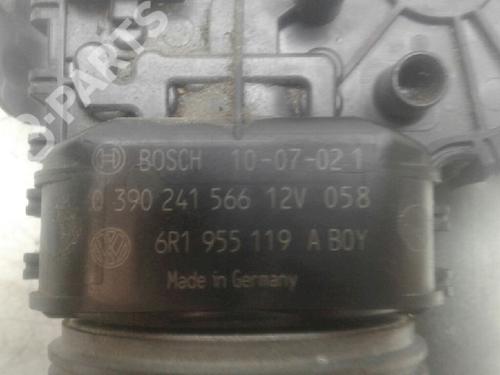 B-PARTS
BOSCH 10-07-02 1
0 390 241 566 12V 058
6R1 955 119 A BOY
Made in Germany